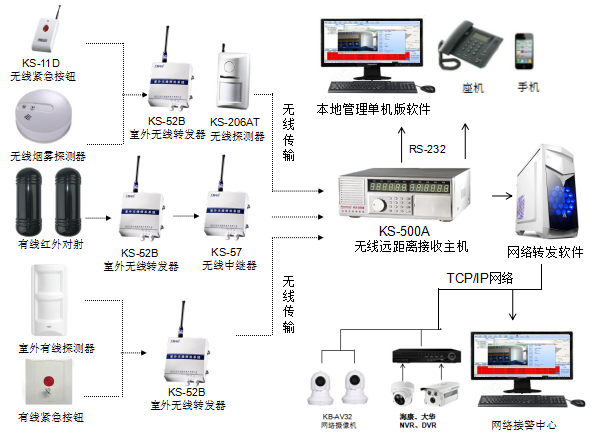 KS-11D
无线紧急按钮
KS-52B
室外无线转发器
KS-206AT
无线探测器
无线烟雾探测器
无线传输
本地管理单机版软件
座机
手机
RS-232
有线红外对射
KS-52B
室外无线转发器
KS-57
无线中继器
KS-500A
无线远距离接收主机
网络转发软件
TCP/IP网络
无线传输
室外有线探测器
KS-52B
室外无线转发器
有线紧急按钮
KB-AV32
网络摄像机
海康、大华
NVR、DVR
网络接警中心